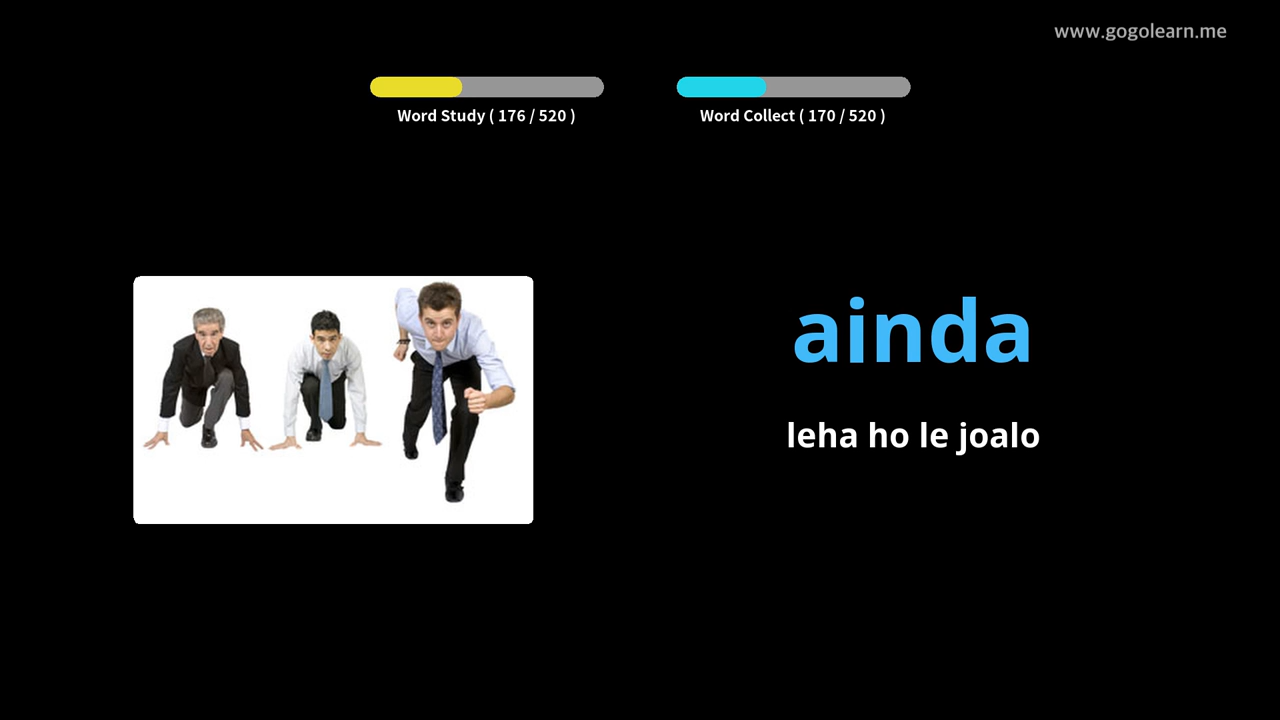 www.gogolearn.me
Word Study ( 176 / 520 )
Word Collect ( 170 / 520 )
ainda
leha ho le joalo